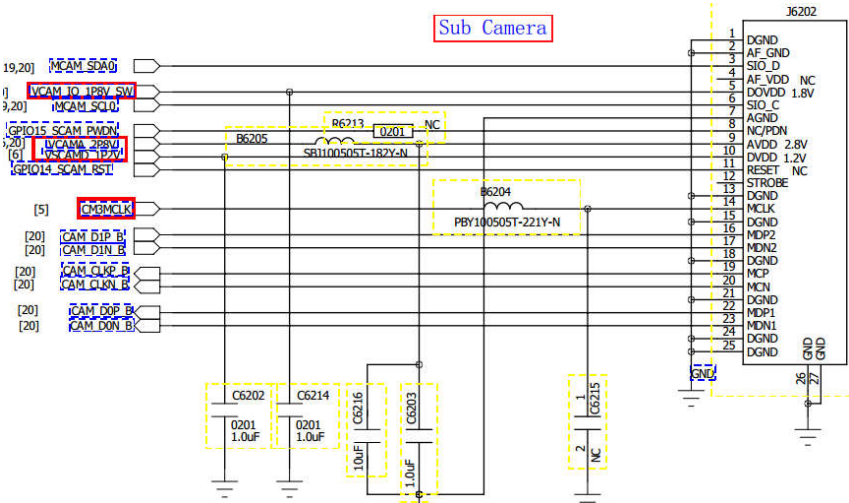 Sub Camera
J6202
1 DGND
2 AF_GND
19,20] MCAM_SDA0 3 SIO_D
4 AF_VDD NC
VCAM_IO_1P8V_SW 5 DOVDD 1.8V
9,20] MCAM_SCL0 6 SIO_C
7 AGND
GPIO15_SCAM_PWDN R6213 0201 NC 8 NC/PDN
5,20] VCAMA_2P8V B6205 SBJ100505T-182Y-N 9 AVDD 2.8V
[6] VSCAMD_1P2V 10 DVDD 1.2V
GPIO14_SCAM_RST 11 RESET NC
12 STROBE
13 DGND
[5] CM3MCLK B6204 PBY100505T-221Y-N 14 MCLK
15 DGND
[20] CAM_D1P_B 16 MDP2
[20] CAM_D1N_B 17 MDN2
18 DGND
[20] CAM_CLKP_B 19 MCP
[20] CAM_CLKN_B 20 MCN
21 DGND
[20] CAM_D0P_B 22 MDP1
[20] CAM_D0N_B 23 MDN1
24 DGND
25 DGND
GND
GND
GND
26
27
C6202
0201
1.0uF
C6214
0201
1.0uF
C6216
10uF
C6203
1.0uF
1
C6215
2
NC